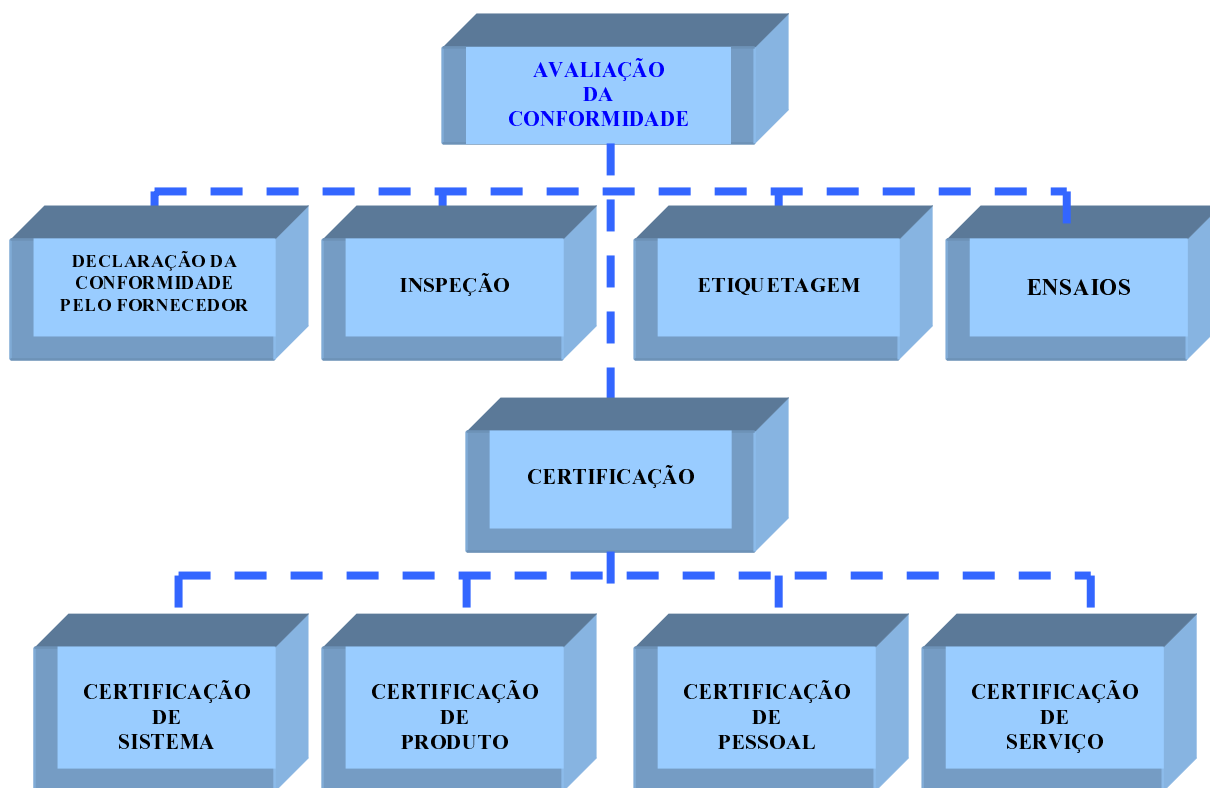 AVALIAÇÃO
DA
CONFORMIDADE
DECLARAÇÃO DA
CONFORMIDADE
PELO FORNECEDOR
INSPEÇÃO
ETIQUETAGEM
ENSAIOS
CERTIFICAÇÃO
CERTIFICAÇÃO
DE
SISTEMA
CERTIFICAÇÃO
DE
PRODUTO
CERTIFICAÇÃO
DE
PESSOAL
CERTIFICAÇÃO
DE
SERVIÇO